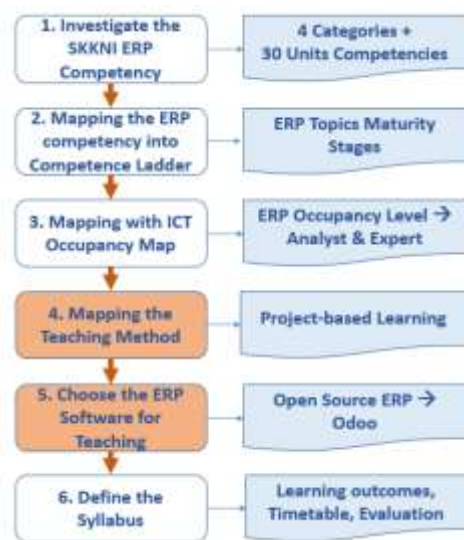 1. Investigate the
SKKNI ERP
Competency
4 Categories +
30 Units Competencies
2. Mapping the ERP
competency into
Competence Ladder
ERP Topics Maturity
Stages
3. Mapping with ICT
Occupancy Map
ERP Occupancy Level →
Analyst & Expert
4. Mapping the
Teaching Method
Project-based Learning
5. Choose the ERP
Software for
Teaching
Open Source ERP →
Odoo
6. Define the
Syllabus
Learning outcomes,
Timetable, Evaluation